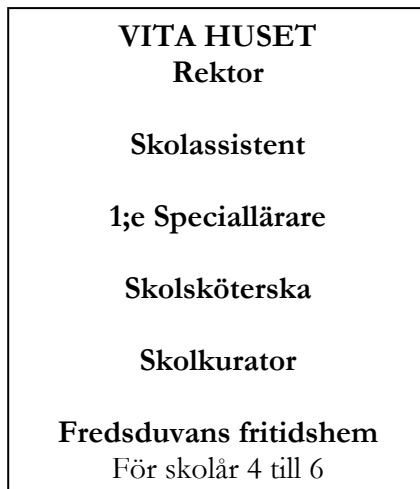 VITA HUSET
Rektor
Skolassistent
1;e Speciallärare
Skolsköterska
Skolkurator
Fredsduvans fritidshem
För skolår 4 till 6